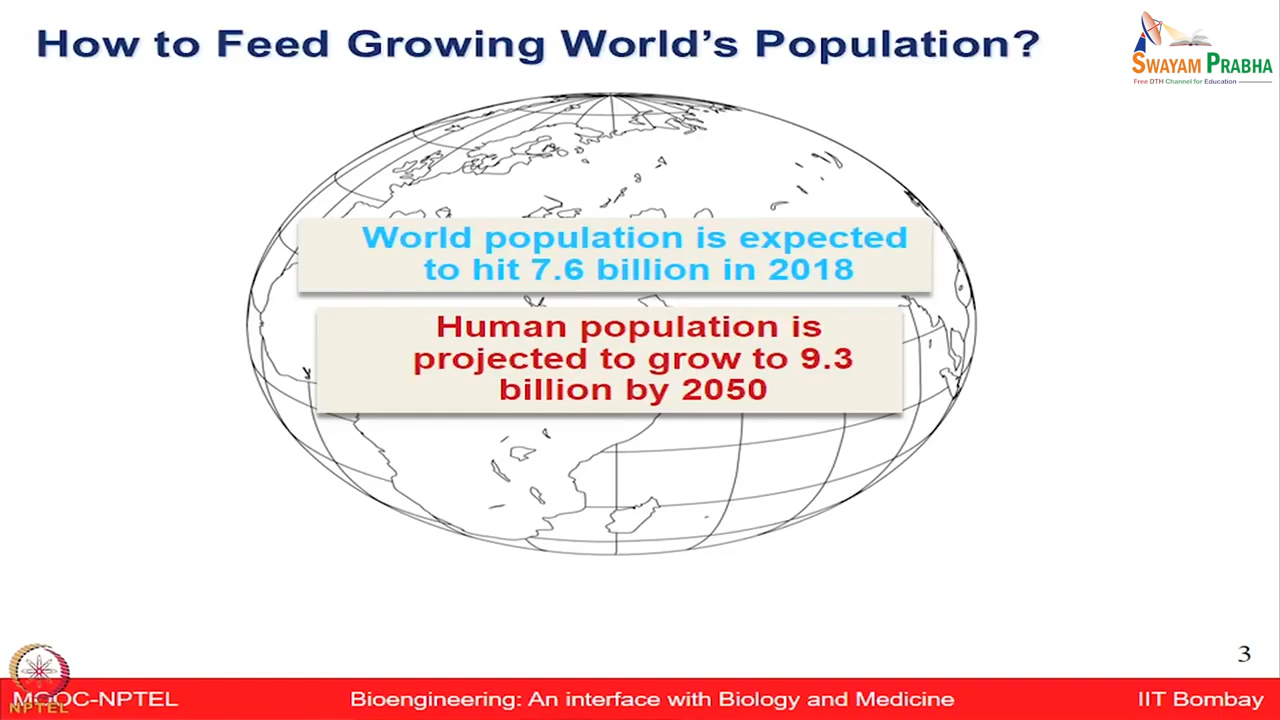 How to Feed Growing World's Population?
SWAYAM PRABHA
Free DTH Channel for Education
World population is expected
to hit 7.6 billion in 2018
Human population is
projected to grow to 9.3
billion by 2050
3
MOOC-NPTEL
Bioengineering: An interface with Biology and Medicine
IIT Bombay
NPTEL